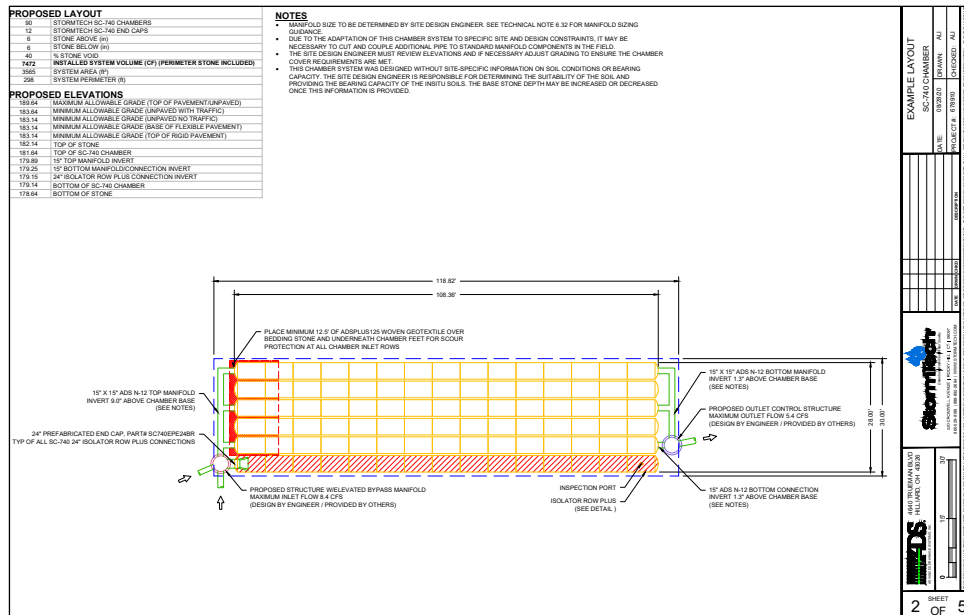 PROPOSED LAYOUT
90 STORMTECH SC-740 CHAMBERS
12 STORMTECH SC-740 END CAPS
6 STONE ABOVE (in)
6 STONE BELOW (in)
40 % STONE VOID
7472 INSTALLED SYSTEM VOLUME (CF) (PERIMETER STONE INCLUDED)
3565 SYSTEM AREA (ft²)
298 SYSTEM PERIMETER (ft)
PROPOSED ELEVATIONS
189.64 MAXIMUM ALLOWABLE GRADE (TOP OF PAVEMENT/UNPAVED)
183.64 MINIMUM ALLOWABLE GRADE (UNPAVED WITH TRAFFIC)
183.14 MINIMUM ALLOWABLE GRADE (UNPAVED NO TRAFFIC)
183.14 MINIMUM ALLOWABLE GRADE (BASE OF FLEXIBLE PAVEMENT)
183.14 MINIMUM ALLOWABLE GRADE (TOP OF RIGID PAVEMENT)
182.14 TOP OF STONE
181.64 TOP OF SC-740 CHAMBER
179.89 15" TOP MANIFOLD INVERT
179.25 15" BOTTOM MANIFOLD/CONNECTION INVERT
179.15 24" ISOLATOR ROW PLUS CONNECTION INVERT
179.14 BOTTOM OF SC-740 CHAMBER
178.64 BOTTOM OF STONE
NOTES
• MANIFOLD SIZE TO BE DETERMINED BY SITE DESIGN ENGINEER. SEE TECHNICAL NOTE 6.32 FOR MANIFOLD SIZING
GUIDANCE.
• DUE TO THE ADAPTATION OF THIS CHAMBER SYSTEM TO SPECIFIC SITE AND DESIGN CONSTRAINTS, IT MAY BE
NECESSARY TO CUT AND COUPLE ADDITIONAL PIPE TO STANDARD MANIFOLD COMPONENTS IN THE FIELD.
• THE SITE DESIGN ENGINEER MUST REVIEW ELEVATIONS AND IF NECESSARY ADJUST GRADING TO ENSURE THE CHAMBER
COVER REQUIREMENTS ARE MET.
• THIS CHAMBER SYSTEM WAS DESIGNED WITHOUT SITE-SPECIFIC INFORMATION ON SOIL CONDITIONS OR BEARING
CAPACITY. THE SITE DESIGN ENGINEER IS RESPONSIBLE FOR DETERMINING THE SUITABILITY OF THE SOIL AND
PROVIDING THE BEARING CAPACITY OF THE INSITU SOILS. THE BASE STONE DEPTH MAY BE INCREASED OR DECREASED
ONCE THIS INFORMATION IS PROVIDED.
118.82'
108.36'
PLACE MINIMUM 12.5' OF ADSPLUS125 WOVEN GEOTEXTILE OVER
BEDDING STONE AND UNDERNEATH CHAMBER FEET FOR SCOUR
PROTECTION AT ALL CHAMBER INLET ROWS
15" X 15" ADS N-12 TOP MANIFOLD
INVERT 9.0" ABOVE CHAMBER BASE
(SEE NOTES)
24" PREFABRICATED END CAP, PART# SC740EPE24BR
TYP OF ALL SC-740 24" ISOLATOR ROW PLUS CONNECTIONS
PROPOSED STRUCTURE W/ELEVATED BYPASS MANIFOLD
MAXIMUM INLET FLOW 8.4 CFS
(DESIGN BY ENGINEER / PROVIDED BY OTHERS)
INSPECTION PORT
ISOLATOR ROW PLUS
(SEE DETAIL )
15" X 15" ADS N-12 BOTTOM MANIFOLD
INVERT 1.3" ABOVE CHAMBER BASE
(SEE NOTES)
PROPOSED OUTLET CONTROL STRUCTURE
MAXIMUM OUTLET FLOW 5.4 CFS
(DESIGN BY ENGINEER / PROVIDED BY OTHERS)
15" ADS N-12 BOTTOM CONNECTION
INVERT 1.3" ABOVE CHAMBER BASE
(SEE NOTES)
28.00'
30.00'
EXAMPLE LAYOUT
SC-740 CHAMBER
DATE:
DRAWN: ALI
PROJECT #:
CHECKED: ALI
DATE
DESCRIPTION
StormTech
4640 TRUEMAN BLVD
HILLIARD, OH 43026
ADS
0 15' 30'
SHEET
2 OF 5